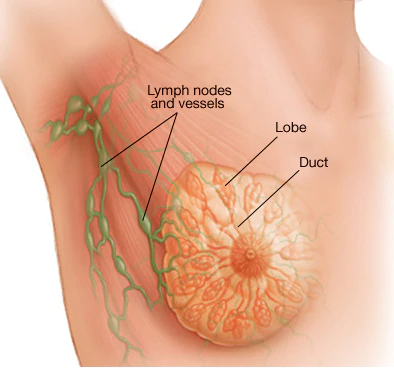 Lymph nodes
and vessels
Lobe
Duct